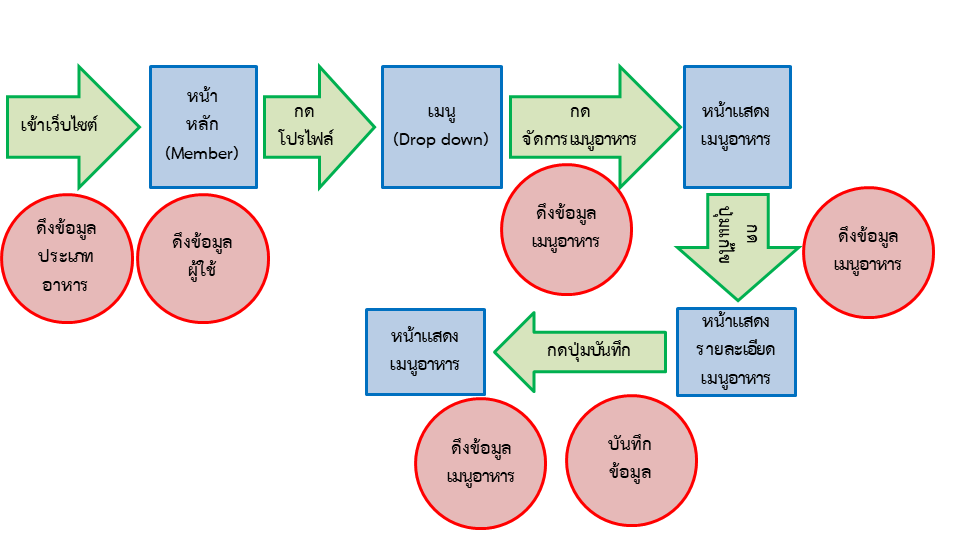 เข้าเว็บไซต์
หน้า
หลัก
(Member)
กด
โปรไฟล์
เมนู
(Drop down)
กด
จัดการเมนูอาหาร
หน้าแสดง
เมนูอาหาร
ดึงข้อมูล
ประเภท
อาหาร
ดึงข้อมูล
ผู้ใช้
ดึงข้อมูล
เมนูอาหาร
กด
ปุ่มแก้ไข
ดึงข้อมูล
เมนูอาหาร
หน้าแสดง
รายละเอียด
เมนูอาหาร
กดปุ่มบันทึก
หน้าแสดง
เมนูอาหาร
ดึงข้อมูล
เมนูอาหาร
บันทึก
ข้อมูล